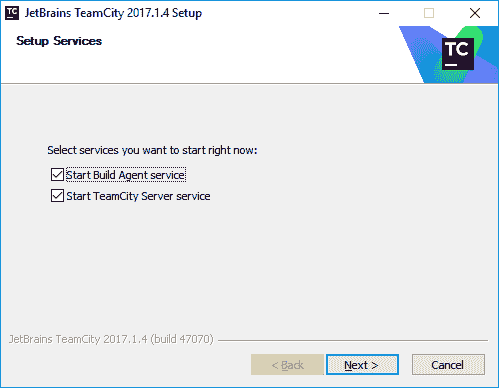 TC JetBrains TeamCity 2017.1.4 Setup
Setup Services
TC
Select services you want to start right now:
Start Build Agent service
Start TeamCity Server service
JetBrains TeamCity 2017.1.4 (build 47070)
< Back Next > Cancel